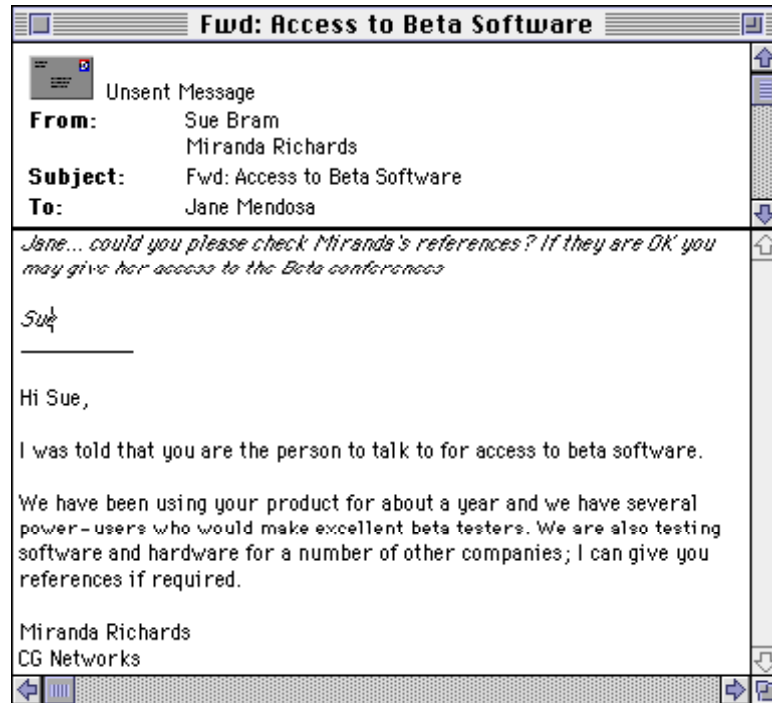 Fwd: Access to Beta Software
Unsent Message
From: Sue Bram
Miranda Richards
Subject: Fwd: Access to Beta Software
To: Jane Mendosa
Jane... could you please check Miranda's references? If they are OK you
may give her access to the Beta conferences
Sue
Hi Sue,
I was told that you are the person to talk to for access to beta software.
We have been using your product for about a year and we have several
power-users who would make excellent beta testers. We are also testing
software and hardware for a number of other companies; I can give you
references if required.
Miranda Richards
CG Networks